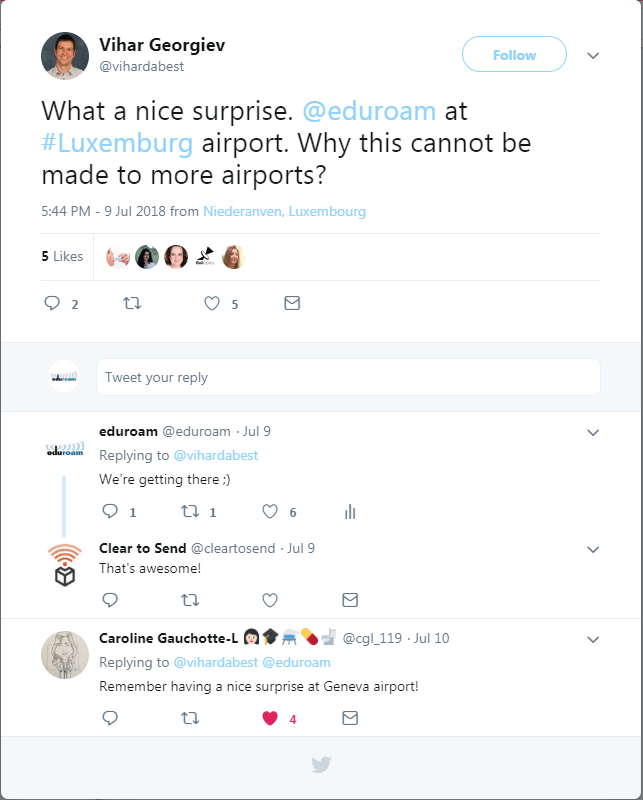 Vihar Georgiev
@vihardabest
Follow
What a nice surprise. @eduroam at
#Luxemburg airport. Why this cannot be
made to more airports?
5:44 PM - 9 Jul 2018 from Niederanven, Luxembourg
5 Likes
2
5
eduroam
Tweet your reply
eduroam
eduroam @eduroam · Jul 9
Replying to @vihardabest
We're getting there ;)
1
1
6
Clear to Send @cleartosend · Jul 9
That's awesome!
Caroline Gauchotte-L 👩🏻🎓⚗️💊🚽 @cgl_119 · Jul 10
Replying to @vihardabest @eduroam
Remember having a nice surprise at Geneva airport!
4